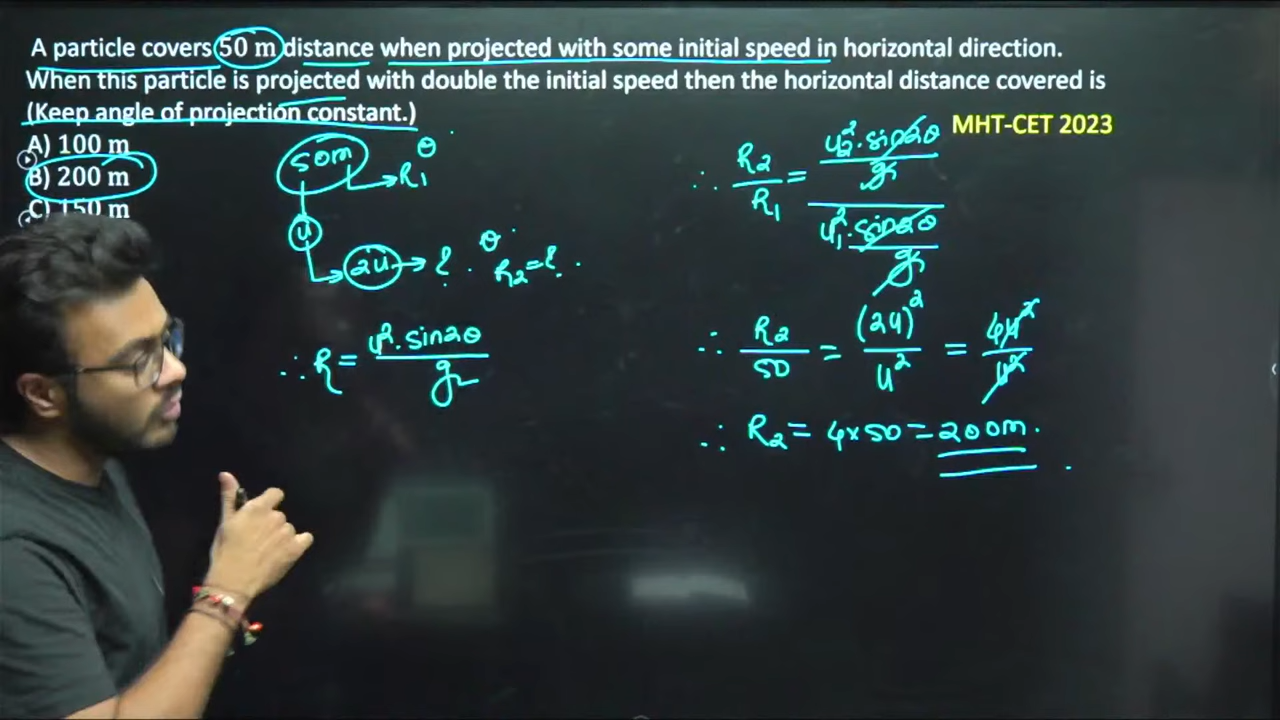 A particle covers 50 m distance when projected with some initial speed in horizontal direction.
When this particle is projected with double the initial speed then the horizontal distance covered is
(Keep angle of projection constant.)
MHT-CET 2023
A) 100 m
B) 200 m
C) 150 m
50m → R₁ θ
u
2u → ? θ R₂ = ?
∴ R = u². sin2θ / g
∴ R₂ / R₁ = (u₂². sin2θ / g) / (u₁². sin2θ / g)
∴ R₂ / 50 = (2u)² / u² = 4u² / u²
∴ R₂ = 4×50 = 200m.